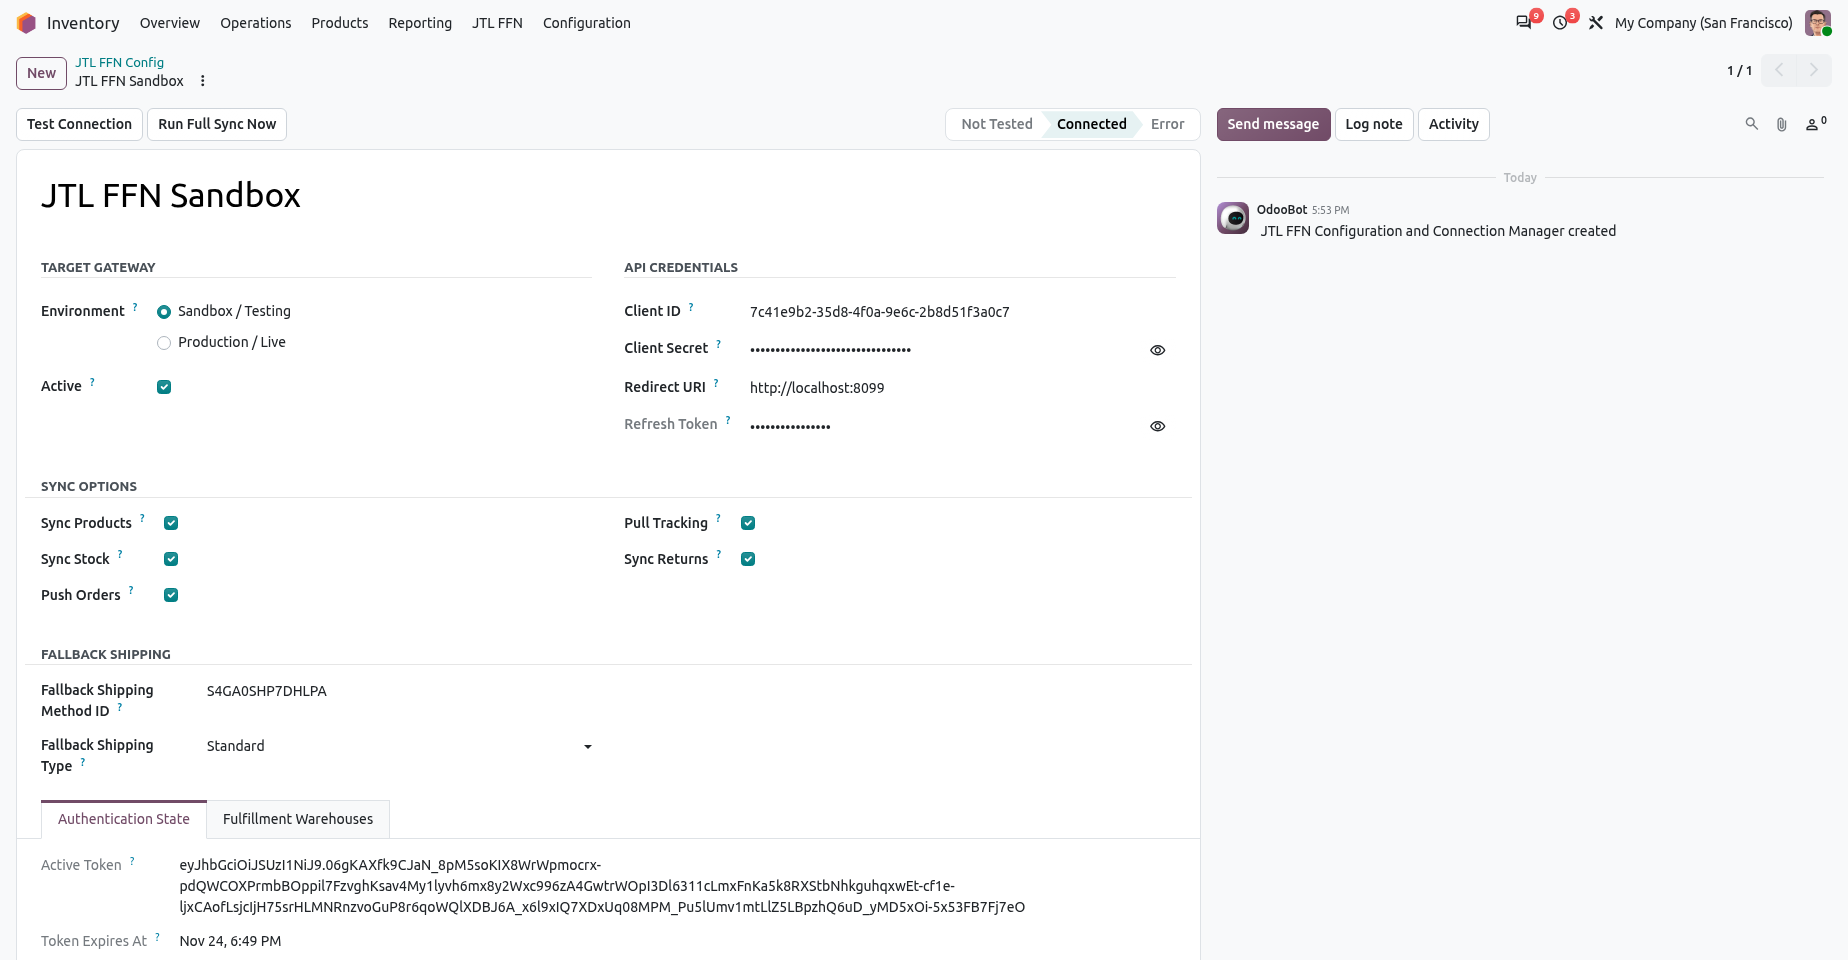 Inventory Overview Operations Products Reporting JTL FFN Configuration 9 3 My Company (San Francisco)
New JTL FFN Config
JTL FFN Sandbox
1 / 1
Test Connection Run Full Sync Now Not Tested Connected Error Send message Log note Activity 0
JTL FFN Sandbox
Today
OdooBot 5:53 PM
JTL FFN Configuration and Connection Manager created
TARGET GATEWAY
Environment ? Sandbox / Testing
Production / Live
Active ?
API CREDENTIALS
Client ID ? 7c41e9b2-35d8-4f0a-9e6c-2b8d51f3a0c7
Client Secret ? ••••••••••••••••••••••••••••••••
Redirect URI ? http://localhost:8099
Refresh Token ? ••••••••••••••••
SYNC OPTIONS
Sync Products ?
Sync Stock ?
Push Orders ?
Pull Tracking ?
Sync Returns ?
FALLBACK SHIPPING
Fallback Shipping
Method ID ? S4GA0SHP7DHLPA
Fallback Shipping
Type ? Standard
Authentication State Fulfillment Warehouses
Active Token ? eyJhbGciOiJSUzI1NiJ9.06gKAXfk9CJaN_8pM5soKIX8WrWpmocrx-
pdQWCOXPrmbBOppil7FzvghKsav4My1lyvh6mx8y2Wxc996zA4GwtrWOpI3Dl6311cLmxFnKa5k8RXStbNhkguhqxwEt-cf1e-
ljxCAofLsjcIjH75srHLMNRnzvoGuP8r6qoWQlXDBJ6A_x6l9xIQ7XDxUq08MPM_Pu5lUmv1mtLlZ5LBpzhQ6uD_yMD5xOi-5x53FB7Fj7eO
Token Expires At ? Nov 24, 6:49 PM